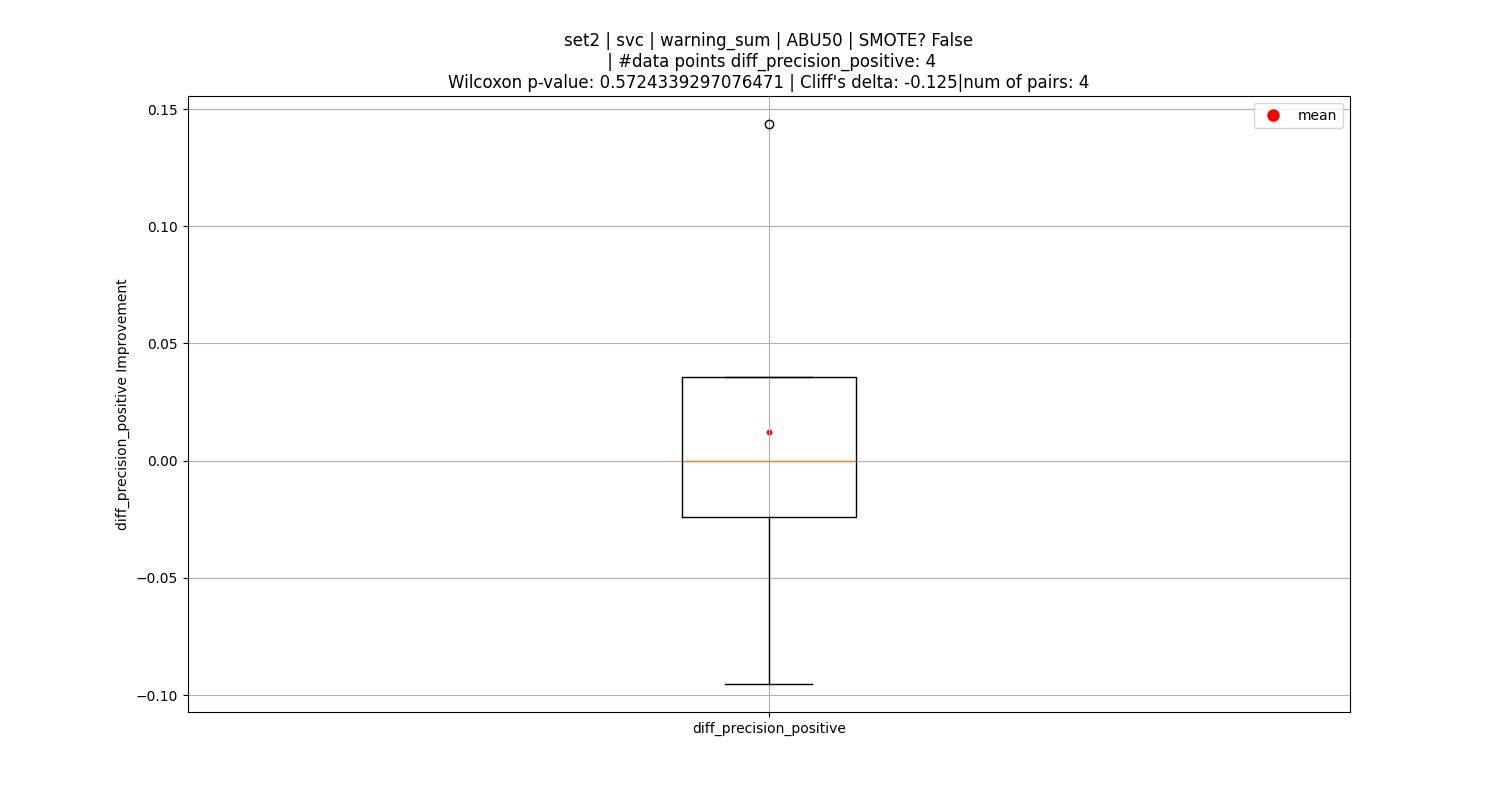 set2 | svc | warning_sum | ABU50 | SMOTE? False
| #data points diff_precision_positive: 4
Wilcoxon p-value: 0.5724339297076471 | Cliff's delta: -0.125|num of pairs: 4
mean
0.15
0.10
0.05
0.00
−0.05
−0.10
diff_precision_positive Improvement
diff_precision_positive